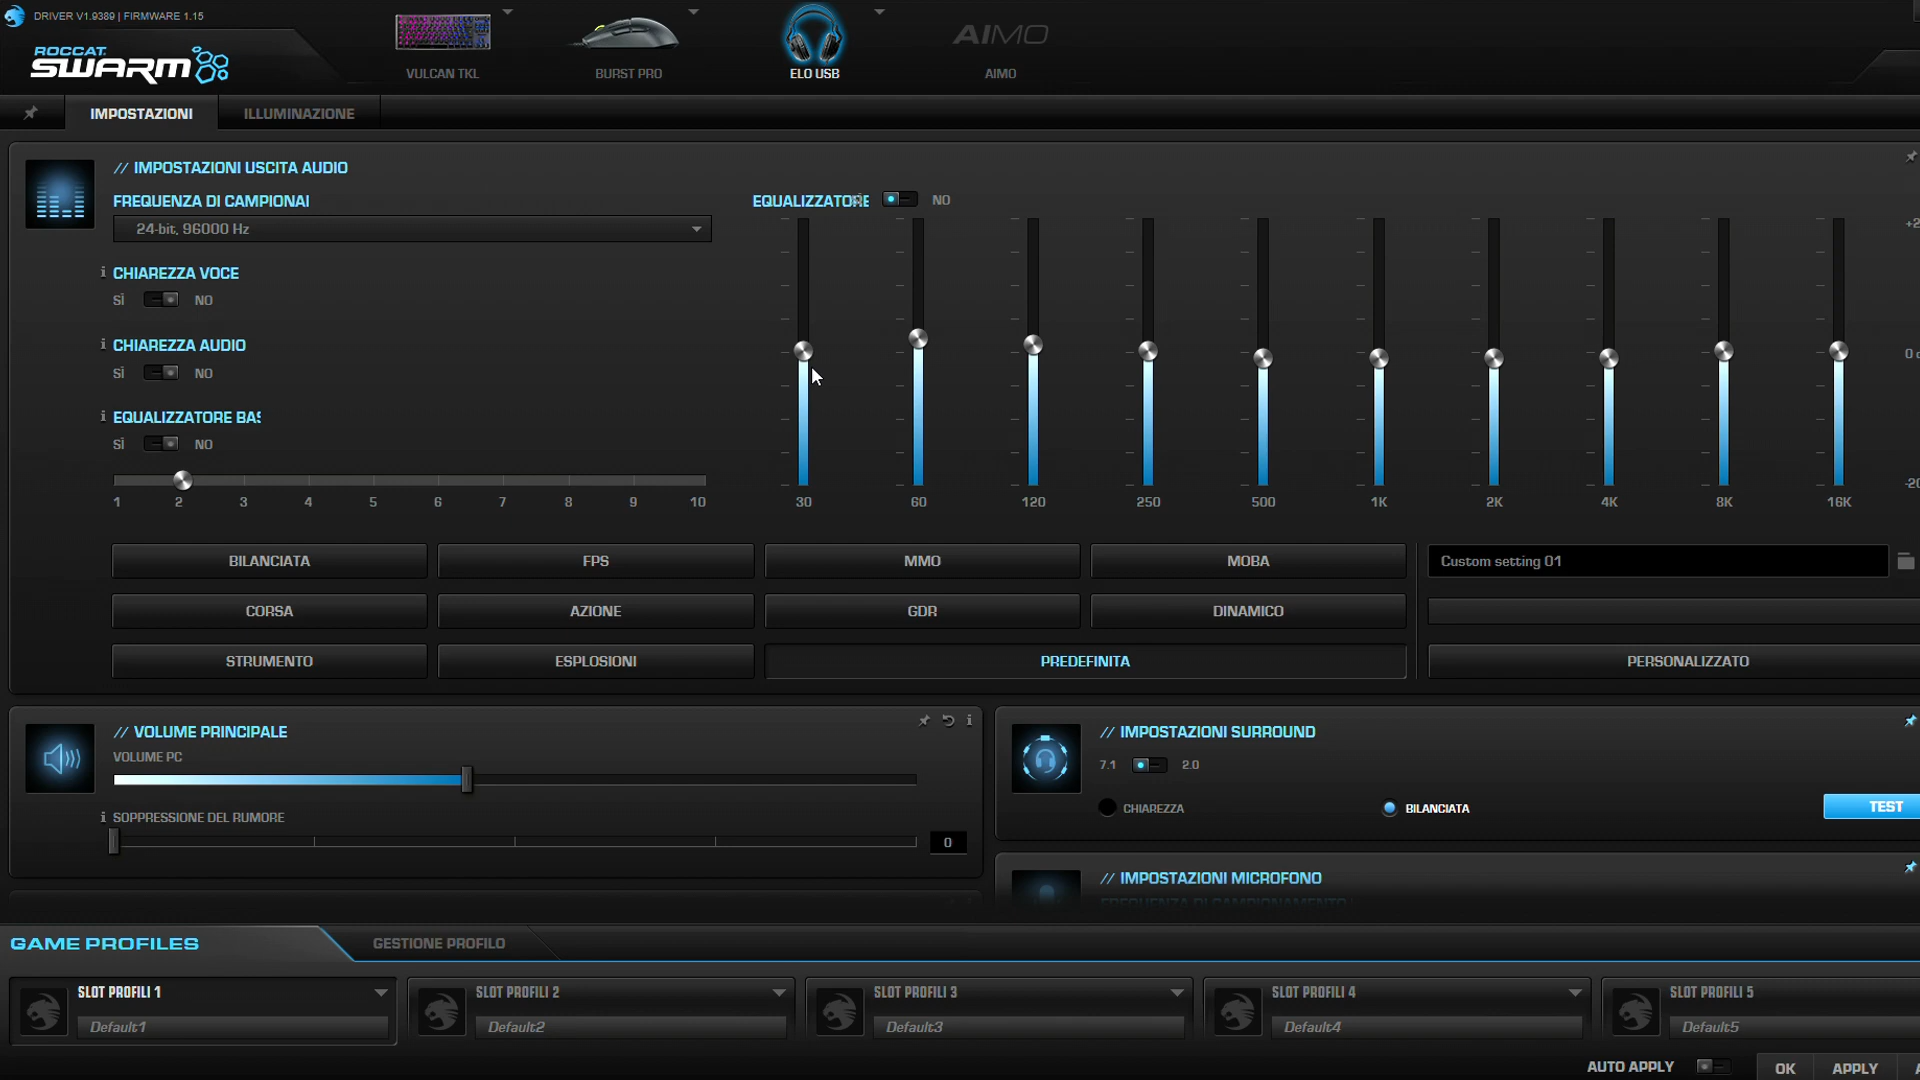 DRIVER V1.9389 | FIRMWARE 1.15
ROCCAT
SWARM
VULCAN TKL
BURST PRO
ELO USB
AIMO
AIMO
IMPOSTAZIONI
ILLUMINAZIONE
// IMPOSTAZIONI USCITA AUDIO
FREQUENZA DI CAMPIONAI
24-bit, 96000 Hz
CHIAREZZA VOCE
SÌ NO
CHIAREZZA AUDIO
SÌ NO
EQUALIZZATORE BAS
SÌ NO
1 2 3 4 5 6 7 8 9 10
EQUALIZZATORE NO
+2
0
-20
30 60 120 250 500 1K 2K 4K 8K 16K
BILANCIATA FPS MMO MOBA
CORSA AZIONE GDR DINAMICO
STRUMENTO ESPLOSIONI PREDEFINITA
Custom setting 01
PERSONALIZZATO
// VOLUME PRINCIPALE
VOLUME PC
SOPPRESSIONE DEL RUMORE
0
// IMPOSTAZIONI SURROUND
7.1 2.0
CHIAREZZA BILANCIATA
TEST
// IMPOSTAZIONI MICROFONO
FREQUENZA DI CAMPIONAMENTO
GAME PROFILES
GESTIONE PROFILO
SLOT PROFILI 1
Default1
SLOT PROFILI 2
Default2
SLOT PROFILI 3
Default3
SLOT PROFILI 4
Default4
SLOT PROFILI 5
Default5
AUTO APPLY
OK
APPLY